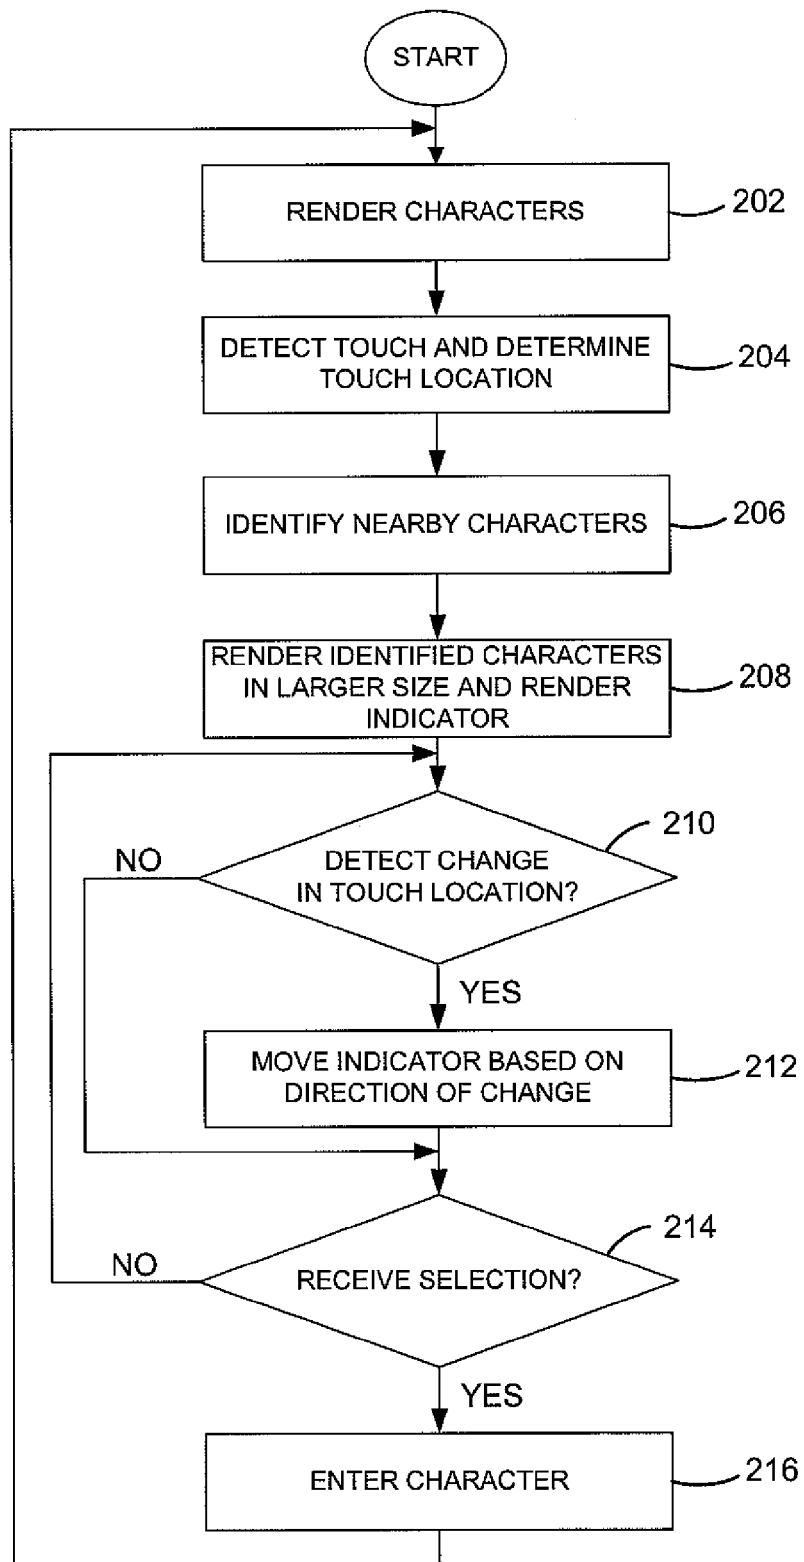 START
RENDER CHARACTERS
202
DETECT TOUCH AND DETERMINE
TOUCH LOCATION
204
IDENTIFY NEARBY CHARACTERS
206
RENDER IDENTIFIED CHARACTERS
IN LARGER SIZE AND RENDER
INDICATOR
208
210
NO
DETECT CHANGE
IN TOUCH LOCATION?
YES
MOVE INDICATOR BASED ON
DIRECTION OF CHANGE
212
214
NO
RECEIVE SELECTION?
YES
ENTER CHARACTER
216